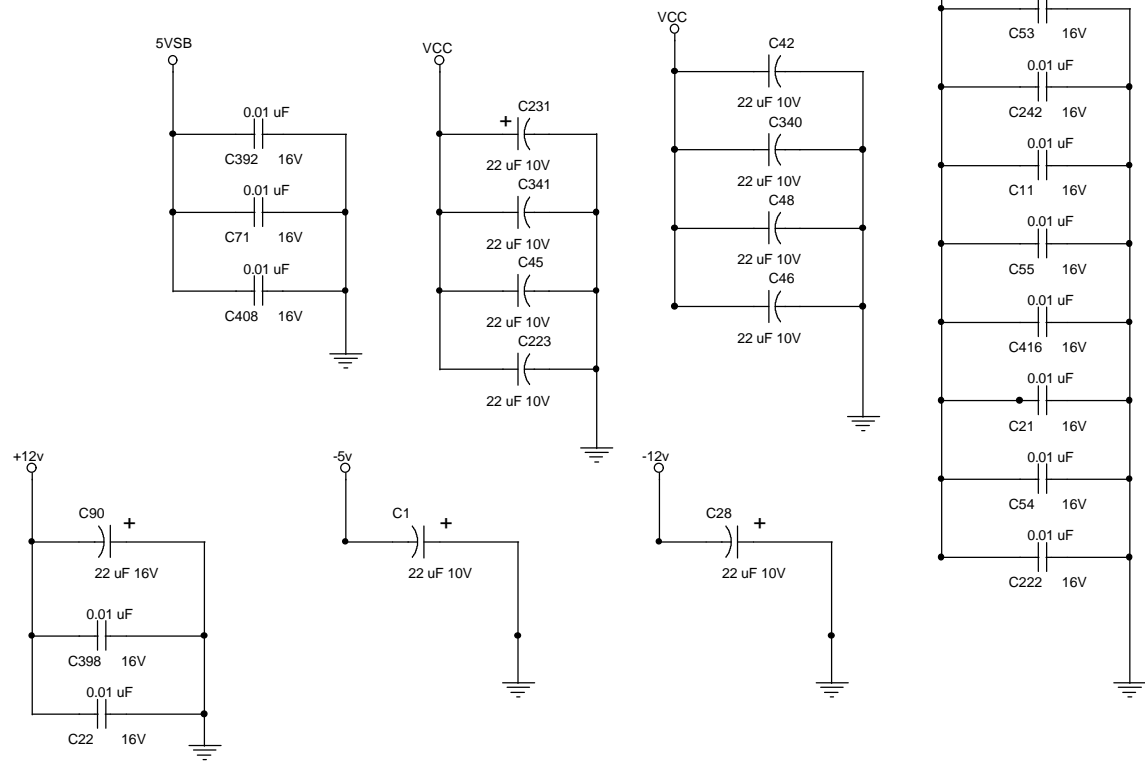 5VSB
0.01 uF
C392 16V
0.01 uF
C71 16V
0.01 uF
C408 16V
VCC
C231
+
22 uF 10V
C341
22 uF 10V
C45
22 uF 10V
C223
22 uF 10V
VCC
C42
22 uF 10V
C340
22 uF 10V
C48
22 uF 10V
C46
22 uF 10V
C53 16V
0.01 uF
C242 16V
0.01 uF
C11 16V
0.01 uF
C55 16V
0.01 uF
C416 16V
0.01 uF
C21 16V
0.01 uF
C54 16V
0.01 uF
C222 16V
+12v
C90 +
22 uF 16V
0.01 uF
C398 16V
0.01 uF
C22 16V
-5v
C1 +
22 uF 10V
-12v
C28 +
22 uF 10V